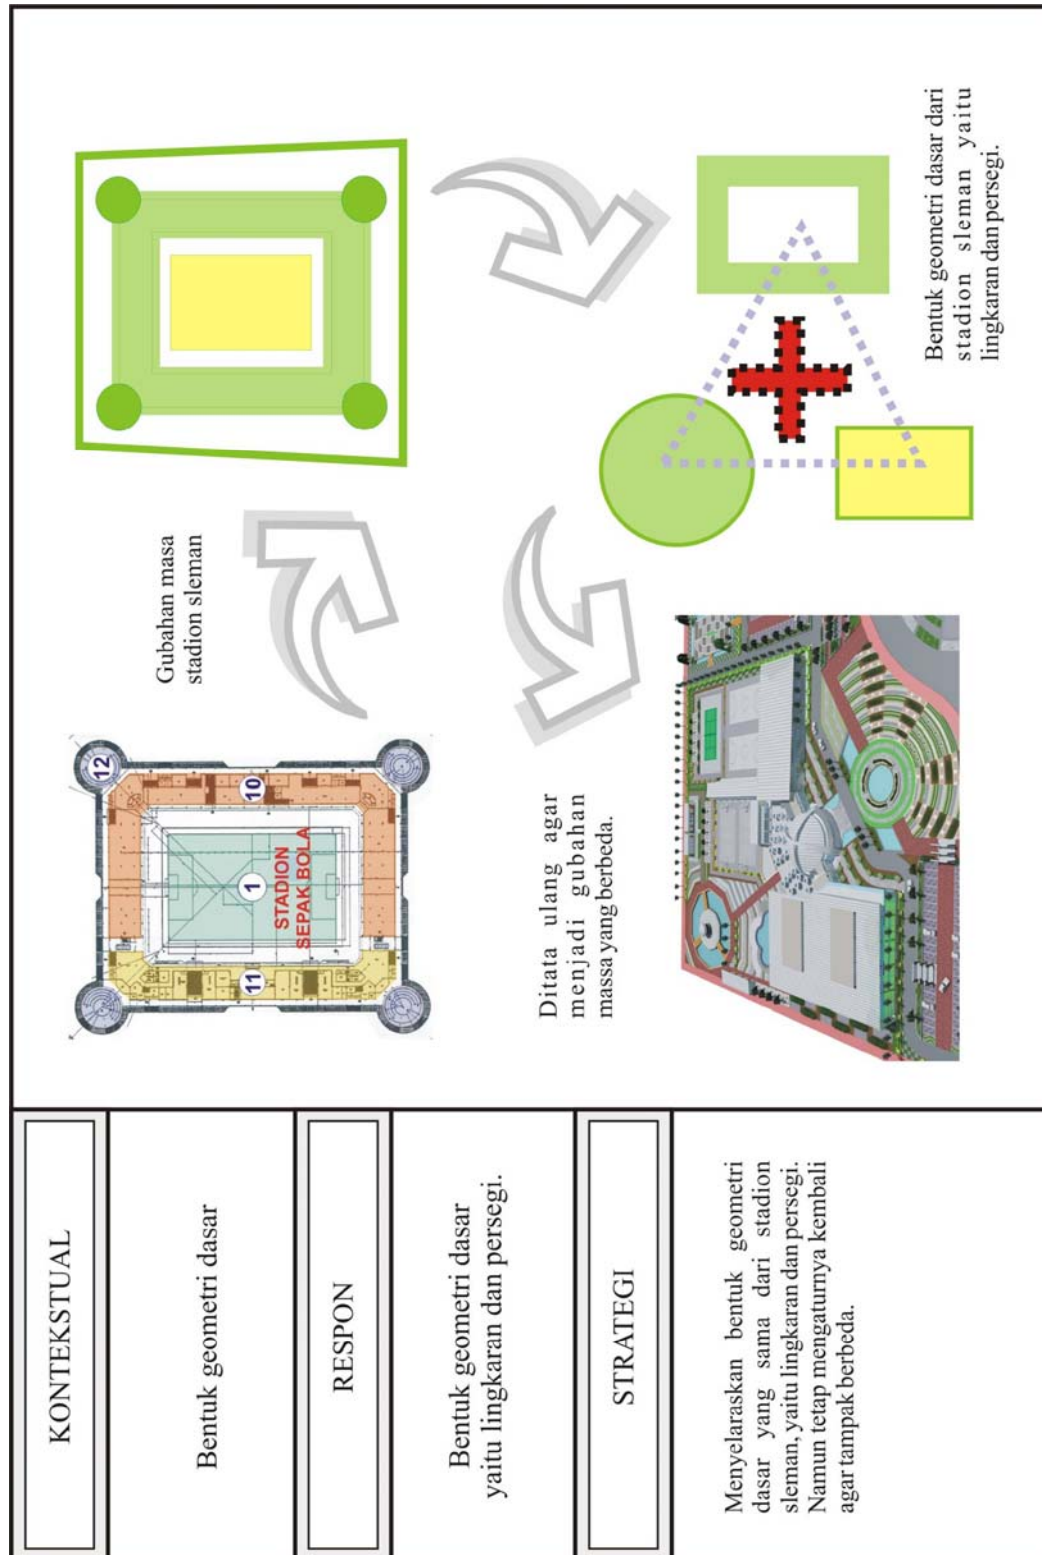 KONTEKSTUAL
Bentuk geometri dasar
RESPON
Bentuk geometri dasar
yaitu lingkaran dan persegi.
STRATEGI
Menyelaraskan bentuk geometri
dasar yang sama dari stadion
sleman, yaitu lingkaran dan persegi.
Namun tetap mengaturnya kembali
agar tampak berbeda.
12
10
1
STADION
SEPAK BOLA
11
Gubahan masa
stadion sleman
Bentuk geometri dasar dari
stadion sleman yaitu
lingkaran dan persegi.
Ditata ulang agar
menjadi gubahan
massa yang berbeda.